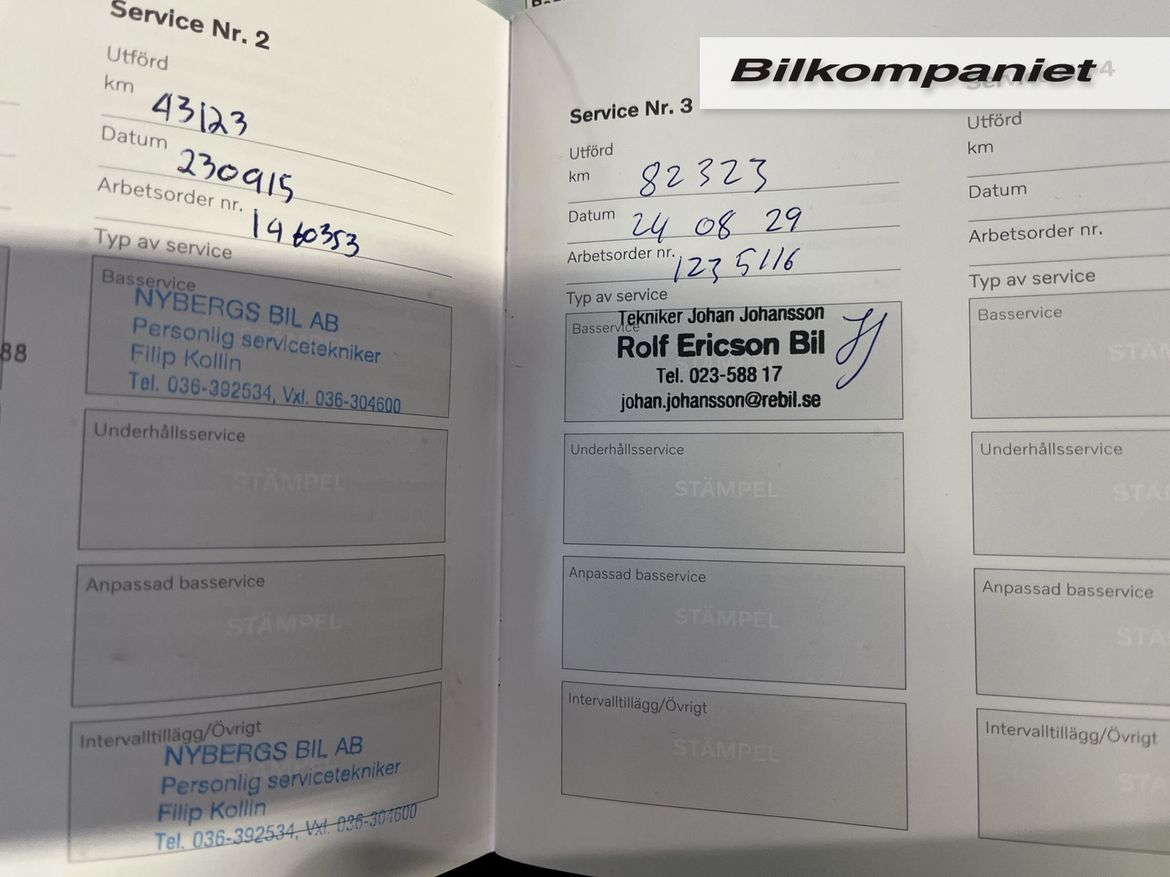 88
Service Nr. 2
Utförd
km 43123
Datum 230915
Arbetsorder nr. 1460353
Typ av service
Basservice
NYBERGS BIL AB
Personlig servicetekniker
Filip Kollin
Tel. 036-392534, Vxl. 036-304600
Underhållsservice
STÄMPEL
Anpassad basservice
STÄMPEL
Intervalltillägg/Övrigt
NYBERGS BIL AB
Personlig servicetekniker
Filip Kollin
Tel. 036-392534, Vxl. 036-304600
Bilkompaniet
Service Nr. 3
Utförd
km 82323
Datum 24 08 29
Arbetsorder nr. 1235116
Typ av service
Basservice
Tekniker Johan Johansson
Rolf Ericson Bil
Tel. 023-588 17
johan.johansson@rebil.se
JJ
Underhållsservice
STÄMPEL
Anpassad basservice
STÄMPEL
Intervalltillägg/Övrigt
STÄMPEL
4
Utförd
km
Datum
Arbetsorder nr.
Typ av service
Basservice
STÄM
Underhållsservice
STÄ
Anpassad basservice
STÄ
Intervalltillägg/Övrigt